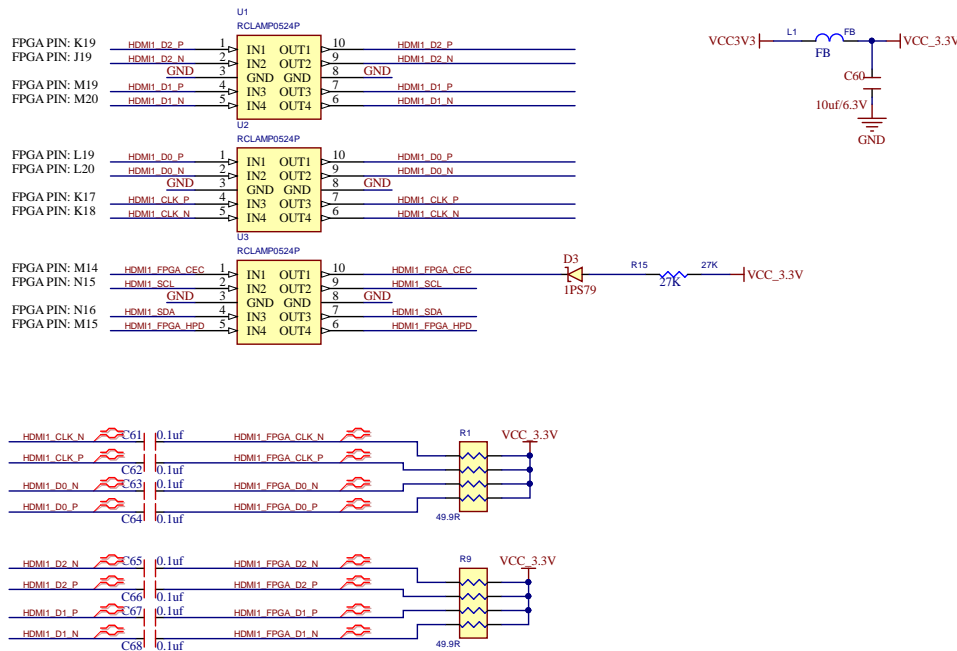 U1
RCLAMP0524P
FPGA PIN: K19 HDMI1_D2_P 1 IN1 OUT1 10 HDMI1_D2_P
FPGA PIN: J19 HDMI1_D2_N 2 IN2 OUT2 9 HDMI1_D2_N
GND 3 GND GND 8 GND
FPGA PIN: M19 HDMI1_D1_P 4 IN3 OUT3 7 HDMI1_D1_P
FPGA PIN: M20 HDMI1_D1_N 5 IN4 OUT4 6 HDMI1_D1_N
VCC3V3 L1 FB VCC_3.3V
FB
C60
10uf/6.3V
GND
U2
RCLAMP0524P
FPGA PIN: L19 HDMI1_D0_P 1 IN1 OUT1 10 HDMI1_D0_P
FPGA PIN: L20 HDMI1_D0_N 2 IN2 OUT2 9 HDMI1_D0_N
GND 3 GND GND 8 GND
FPGA PIN: K17 HDMI1_CLK_P 4 IN3 OUT3 7 HDMI1_CLK_P
FPGA PIN: K18 HDMI1_CLK_N 5 IN4 OUT4 6 HDMI1_CLK_N
U3
RCLAMP0524P
FPGA PIN: M14 HDMI1_FPGA_CEC 1 IN1 OUT1 10 HDMI1_FPGA_CEC D3 R15 27K VCC_3.3V
1PS79 27K
FPGA PIN: N15 HDMI1_SCL 2 IN2 OUT2 9 HDMI1_SCL
GND 3 GND GND 8 GND
FPGA PIN: N16 HDMI1_SDA 4 IN3 OUT3 7 HDMI1_SDA
FPGA PIN: M15 HDMI1_FPGA_HPD 5 IN4 OUT4 6 HDMI1_FPGA_HPD
HDMI1_CLK_N C61 0.1uf HDMI1_FPGA_CLK_N R1 VCC_3.3V
HDMI1_CLK_P C62 0.1uf HDMI1_FPGA_CLK_P
HDMI1_D0_N C63 0.1uf HDMI1_FPGA_D0_N
HDMI1_D0_P C64 0.1uf HDMI1_FPGA_D0_P
49.9R
HDMI1_D2_N C65 0.1uf HDMI1_FPGA_D2_N R9 VCC_3.3V
HDMI1_D2_P C66 0.1uf HDMI1_FPGA_D2_P
HDMI1_D1_P C67 0.1uf HDMI1_FPGA_D1_P
HDMI1_D1_N C68 0.1uf HDMI1_FPGA_D1_N
49.9R